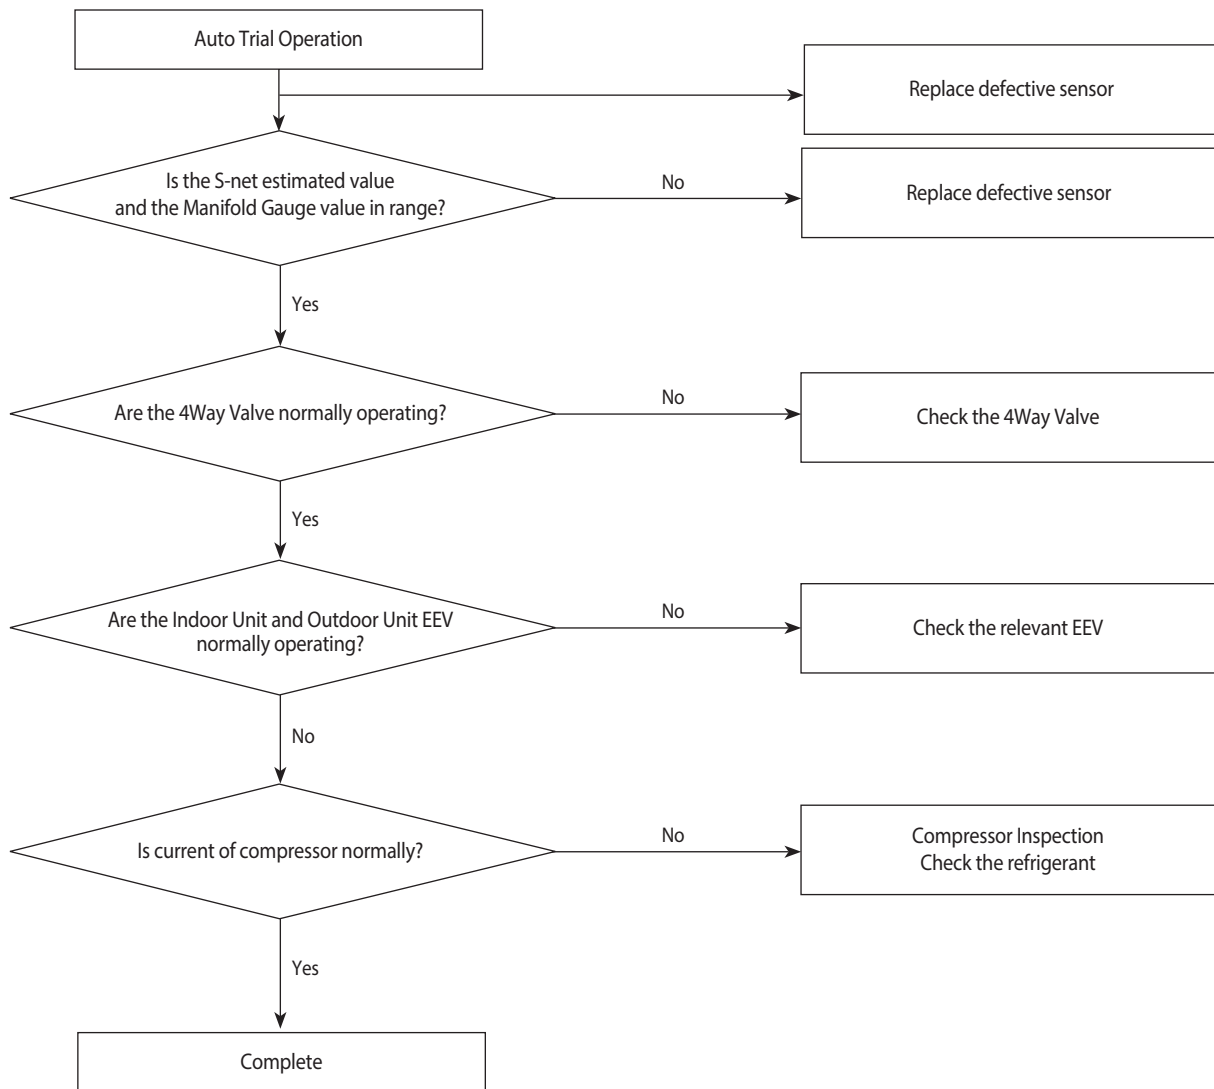 Auto Trial Operation
Replace defective sensor
Is the S-net estimated value
and the Manifold Gauge value in range?
No
Replace defective sensor
Yes
Are the 4Way Valve normally operating?
No
Check the 4Way Valve
Yes
Are the Indoor Unit and Outdoor Unit EEV
normally operating?
No
Check the relevant EEV
No
Is current of compressor normally?
No
Compressor Inspection
Check the refrigerant
Yes
Complete